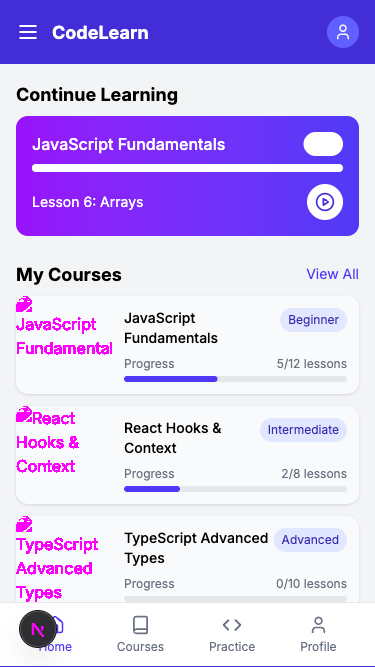 CodeLearn
Continue Learning
JavaScript Fundamentals
Lesson 6: Arrays
My Courses
View All
JavaScript
Fundamental
JavaScript
Fundamentals
Beginner
Progress
5/12 lessons
React
Hooks &
Context
React Hooks &
Context
Intermediate
Progress
2/8 lessons
TypeScript
Advanced
Types
TypeScript Advanced
Types
Advanced
Progress
0/10 lessons
N
Home
Courses
Practice
Profile